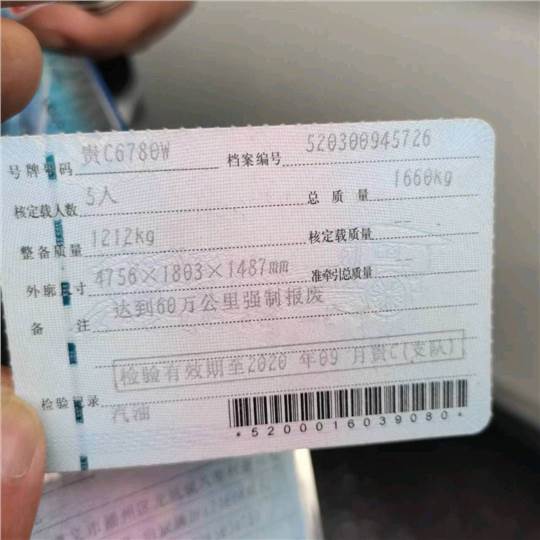 号牌号码 贵C6780W 档案编号 520300945726
核定载人数 5人 总质量 1660kg
整备质量 1212kg 核定载质量 --
外廓尺寸 4756×1803×1487mm 准牵引总质量 --
备注 达到60万公里强制报废
检验有效期至2020年09月贵C(支队)
检验记录 汽油
*5200016039080*